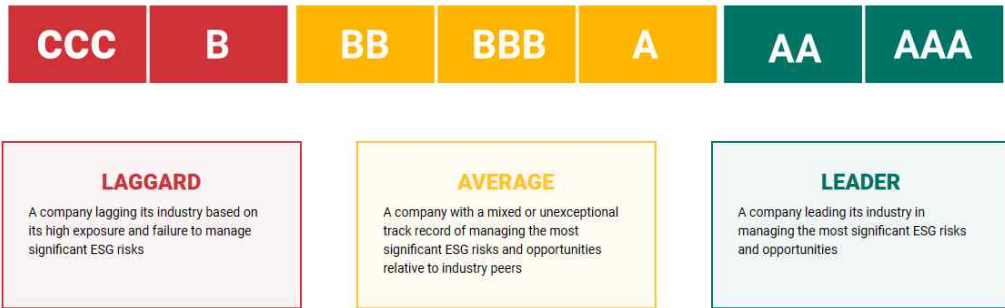 CCC B BB BBB A AA AAA
LAGGARD
A company lagging its industry based on
its high exposure and failure to manage
significant ESG risks
AVERAGE
A company with a mixed or unexceptional
track record of managing the most
significant ESG risks and opportunities
relative to industry peers
LEADER
A company leading its industry in
managing the most significant ESG risks
and opportunities